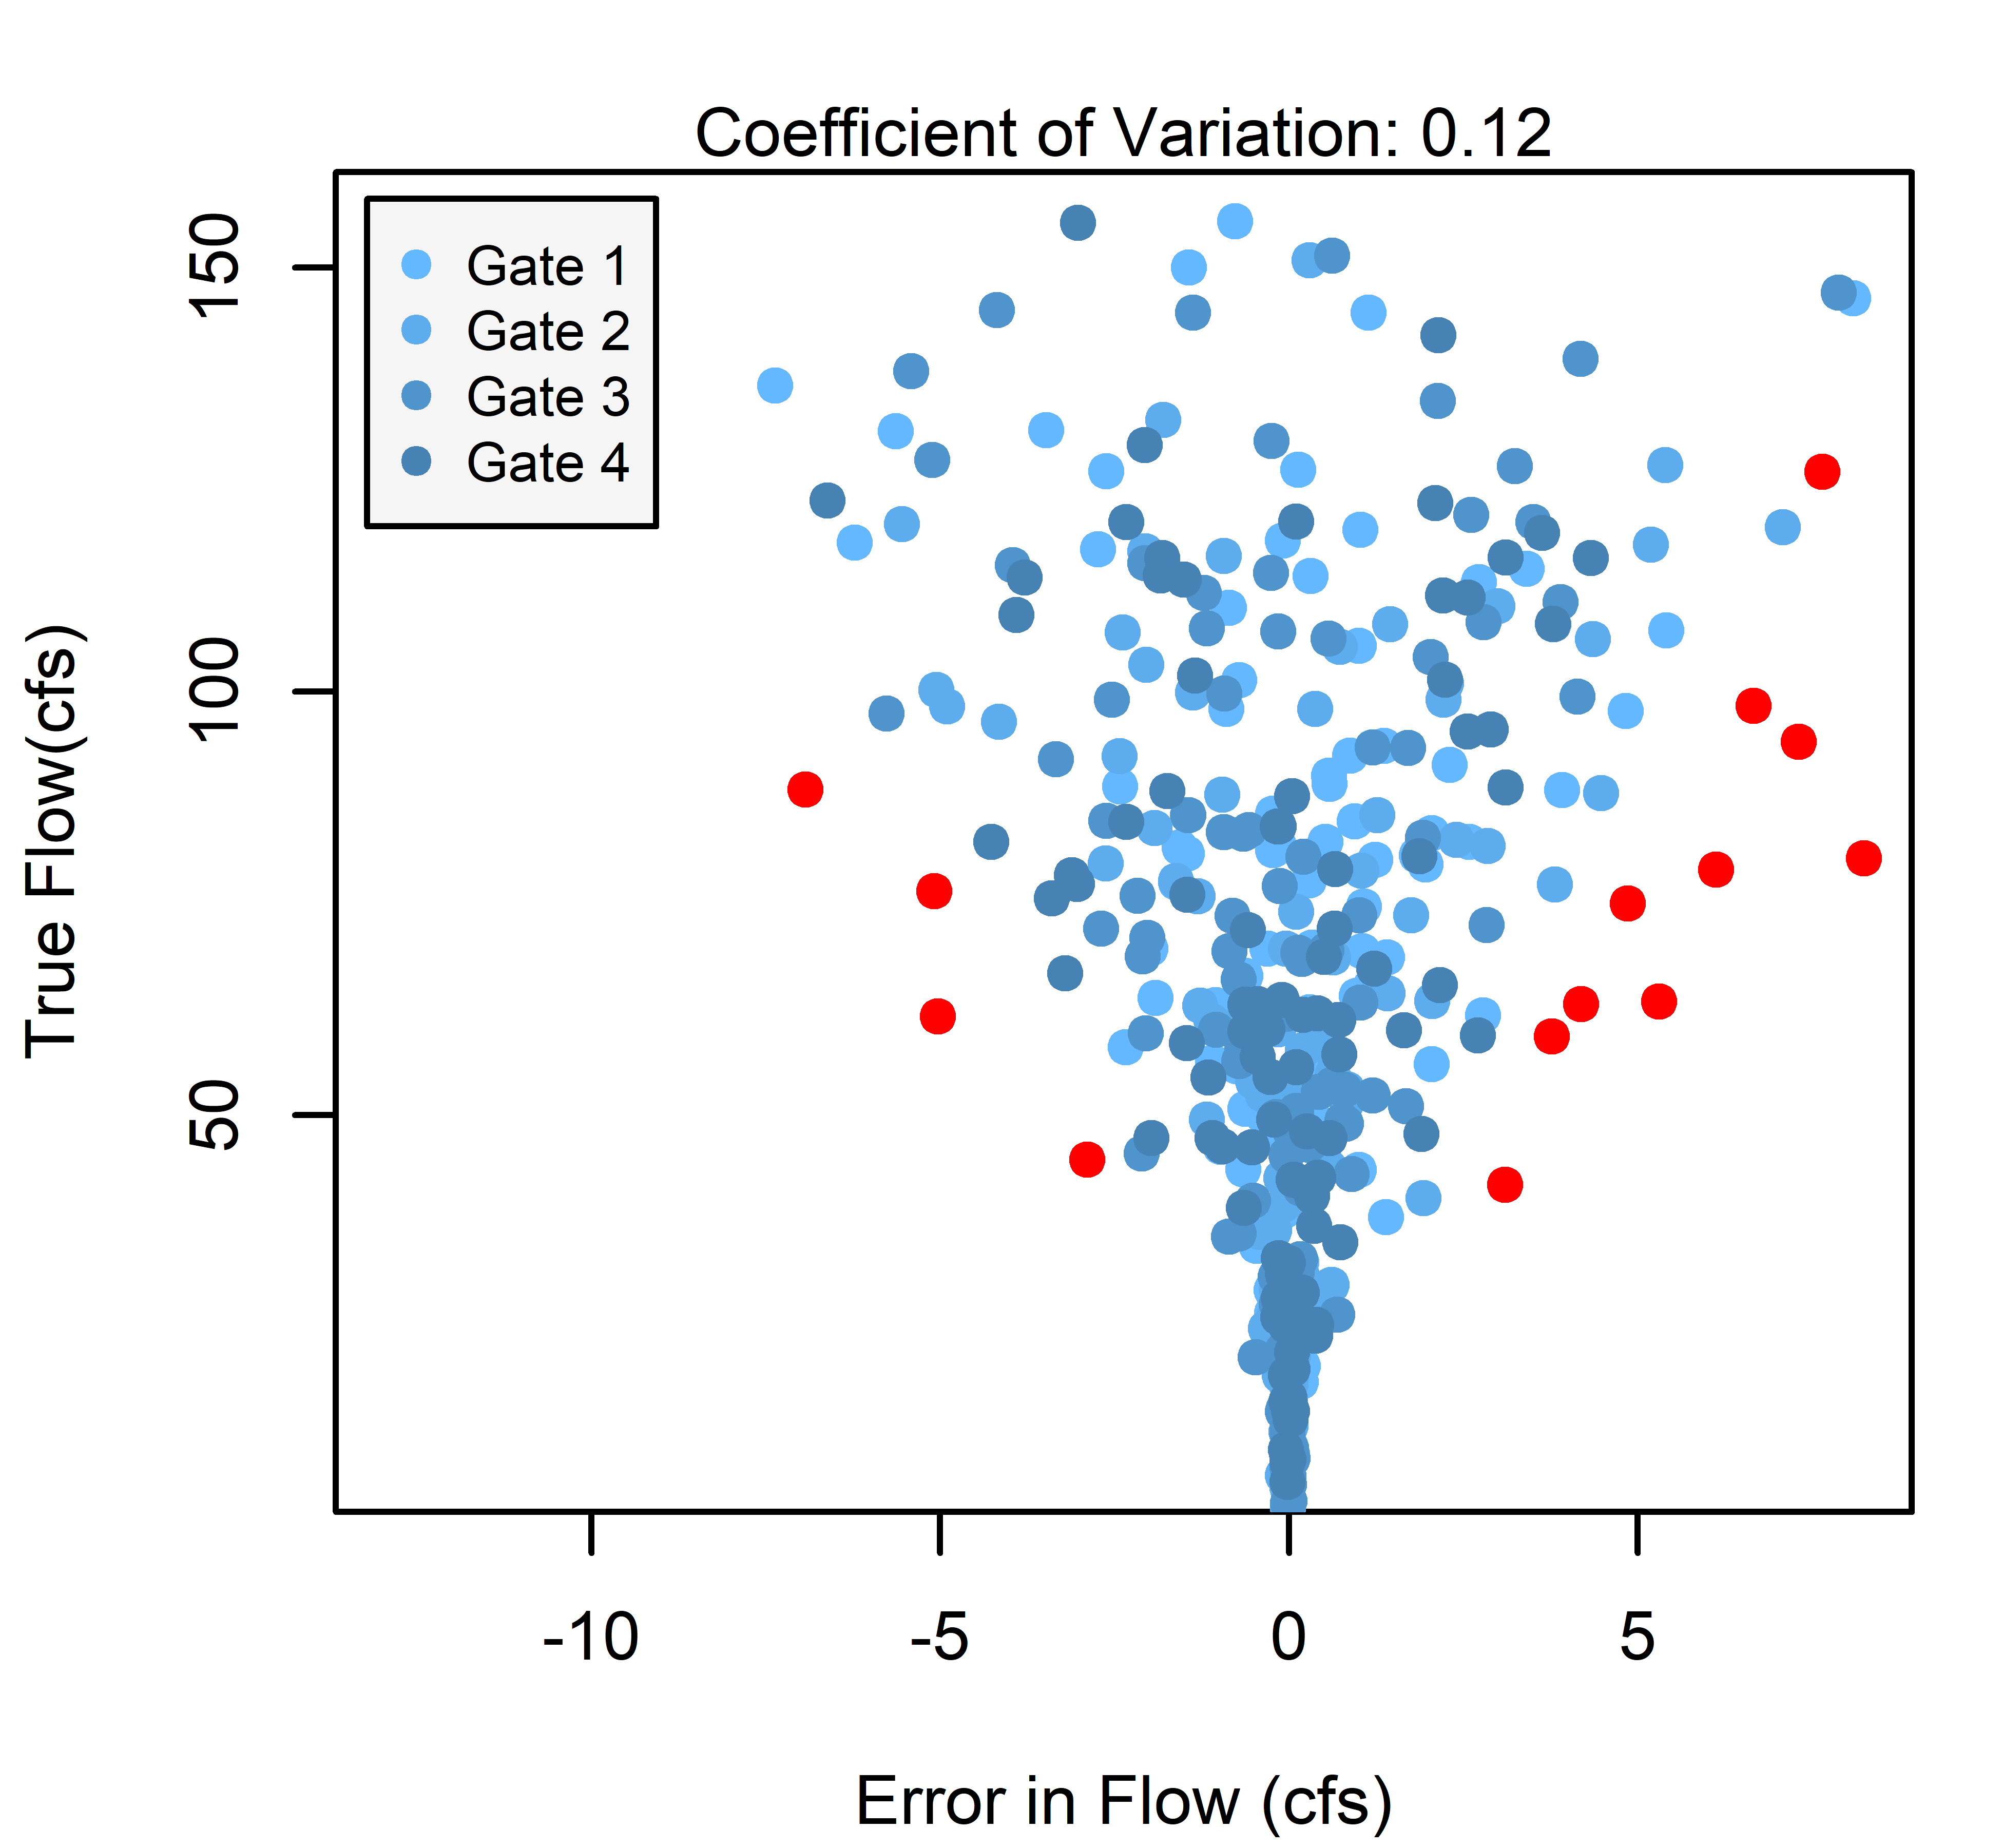 Coefficient of Variation: 0.12
Gate 1
Gate 2
Gate 3
Gate 4
150
100
50
True Flow(cfs)
-10 -5 0 5
Error in Flow (cfs)